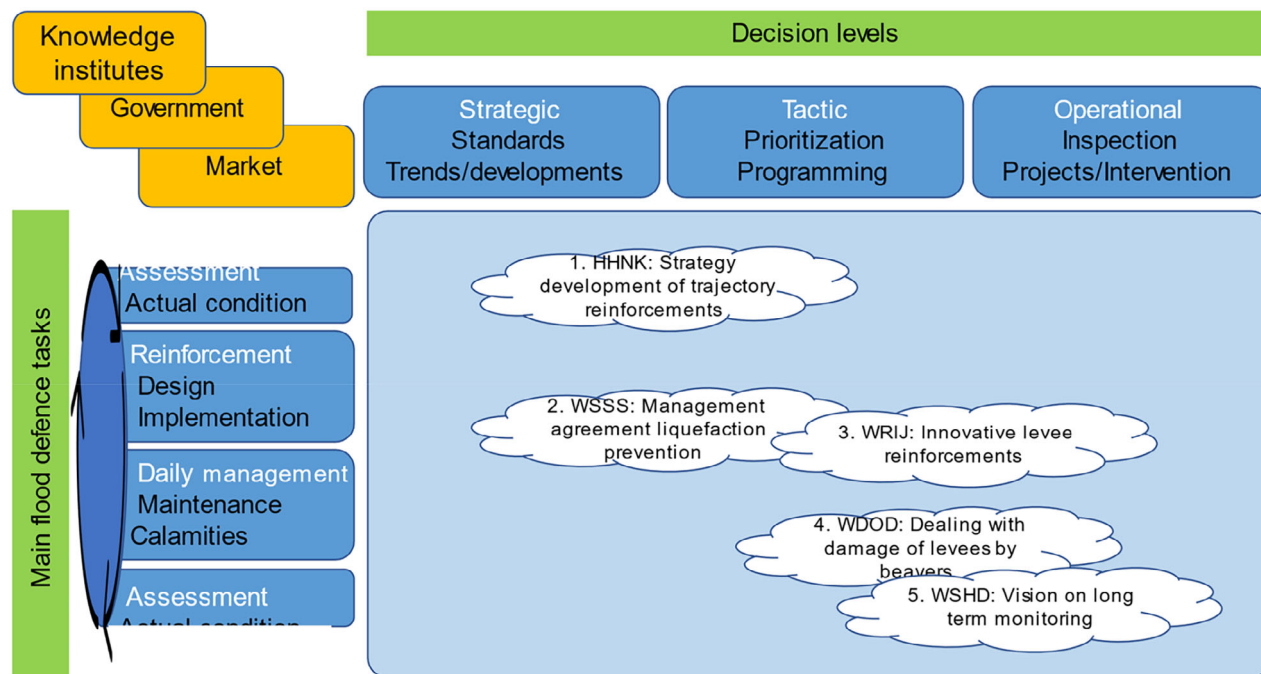 Knowledge
institutes
Government
Market
Decision levels
Strategic
Standards
Trends/developments
Tactic
Prioritization
Programming
Operational
Inspection
Projects/Intervention
Main flood defence tasks
Assessment
Actual condition
Reinforcement
Design
Implementation
Daily management
Maintenance
Calamities
Assessment
Actual condition
1. HHNK: Strategy
development of trajectory
reinforcements
2. WSSS: Management
agreement liquefaction
prevention
3. WRIJ: Innovative levee
reinforcements
4. WDOD: Dealing with
damage of levees by
beavers
5. WSHD: Vision on long
term monitoring